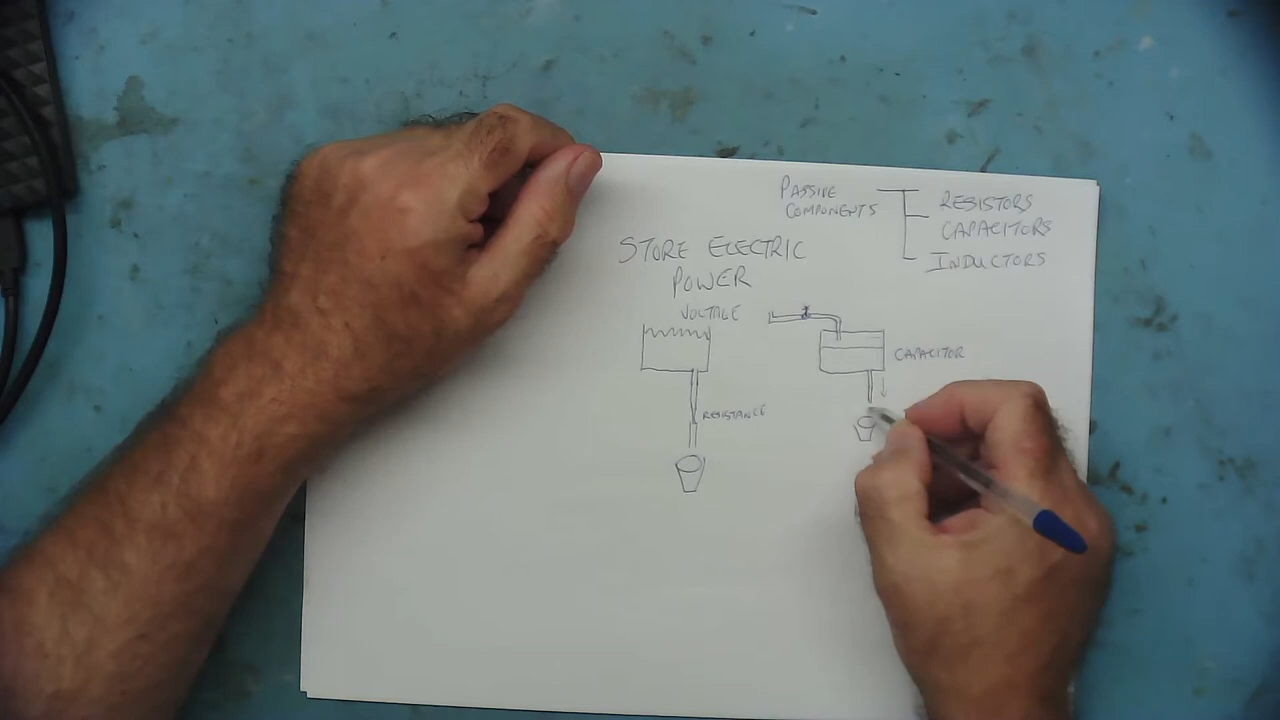 PASSIVE
COMPONENTS
RESISTORS
CAPACITORS
INDUCTORS
STORE ELECTRIC
POWER
VOLTAGE
CAPACITOR
RESISTANCE